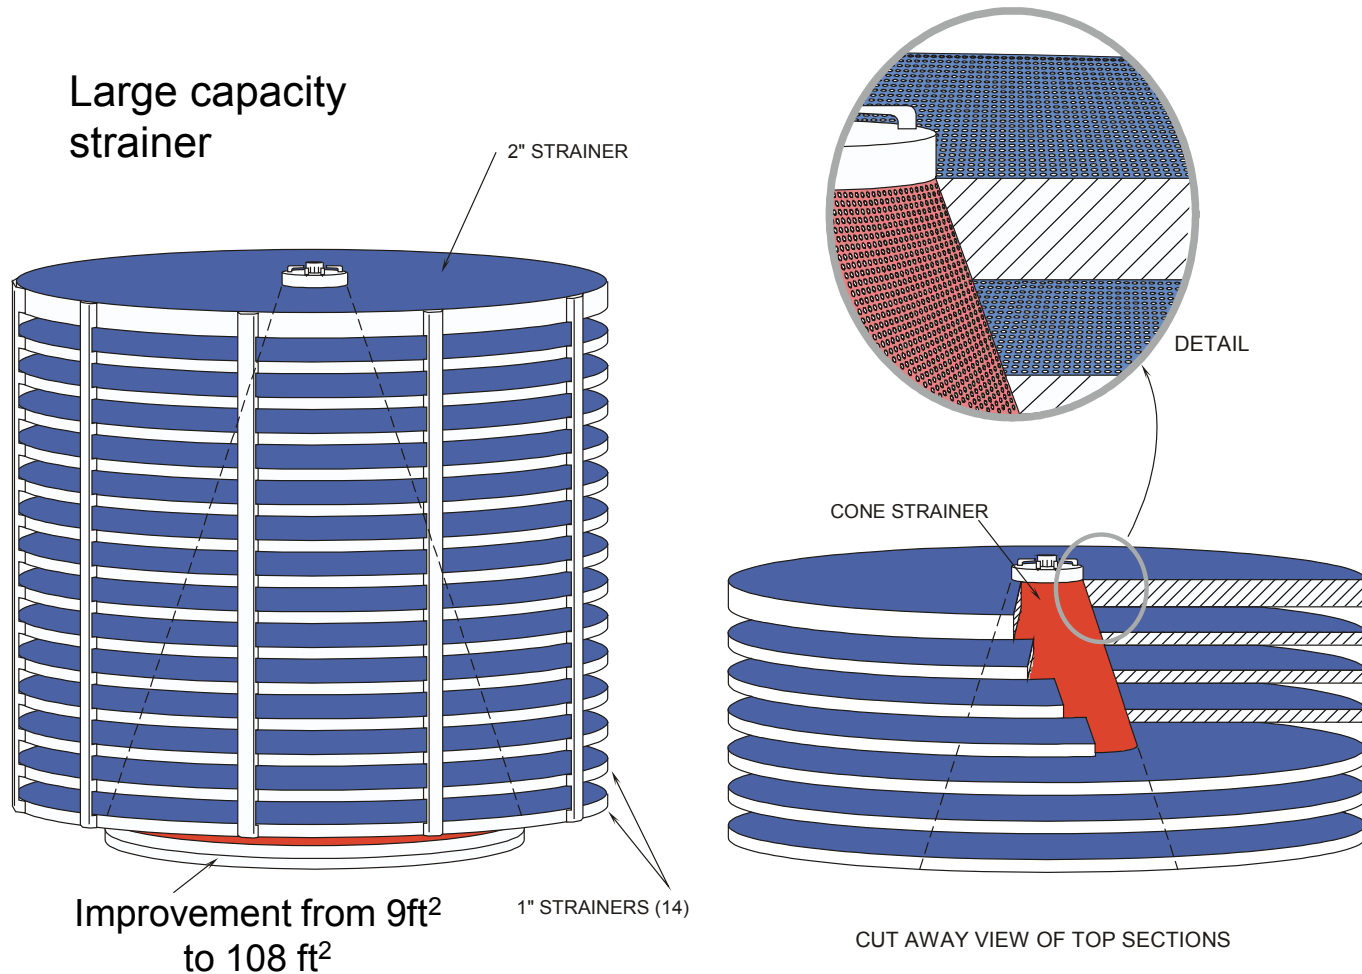 Large capacity
strainer
2" STRAINER
DETAIL
CONE STRAINER
1" STRAINERS (14)
Improvement from 9ft²
to 108 ft²
CUT AWAY VIEW OF TOP SECTIONS